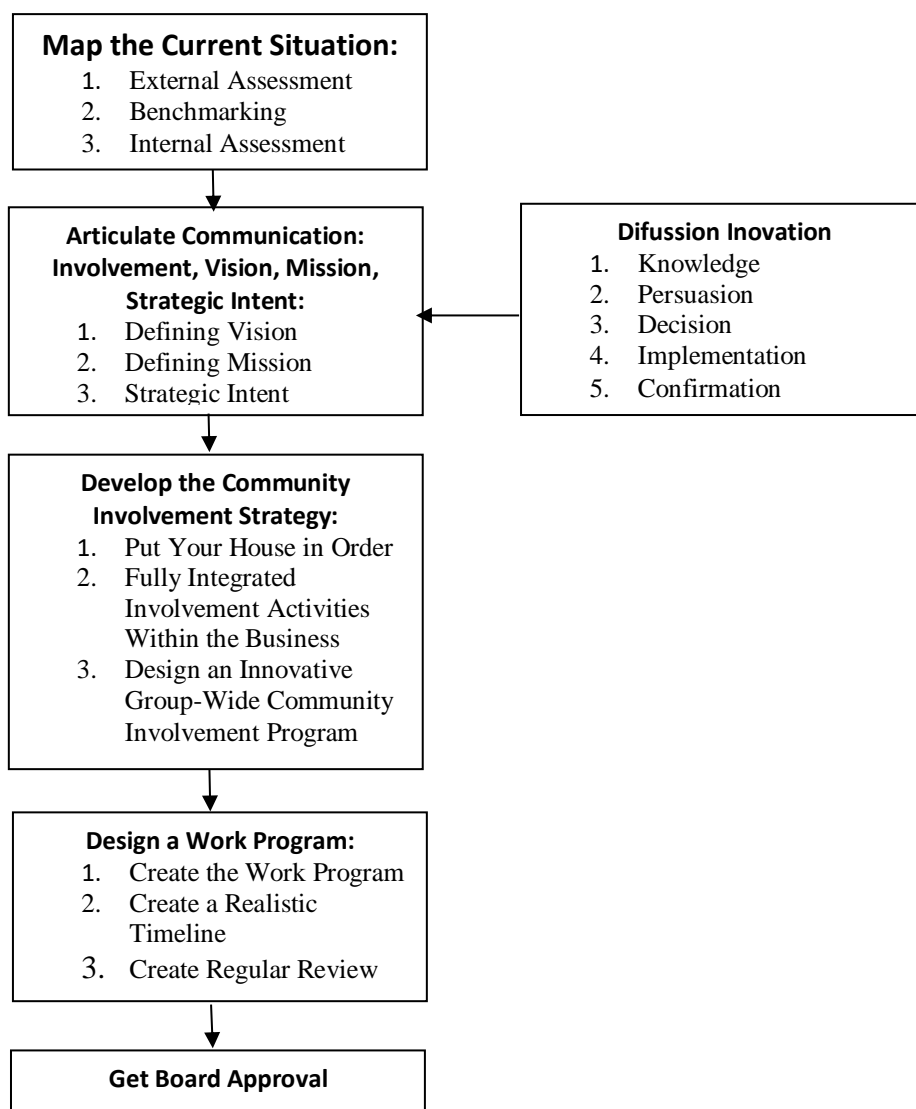 Map the Current Situation:
1. External Assessment
2. Benchmarking
3. Internal Assessment
Articulate Communication:
Involvement, Vision, Mission,
Strategic Intent:
1. Defining Vision
2. Defining Mission
3. Strategic Intent
Difussion Inovation
1. Knowledge
2. Persuasion
3. Decision
4. Implementation
5. Confirmation
Develop the Community
Involvement Strategy:
1. Put Your House in Order
2. Fully Integrated
Involvement Activities
Within the Business
3. Design an Innovative
Group-Wide Community
Involvement Program
Design a Work Program:
1. Create the Work Program
2. Create a Realistic
Timeline
3. Create Regular Review
Get Board Approval